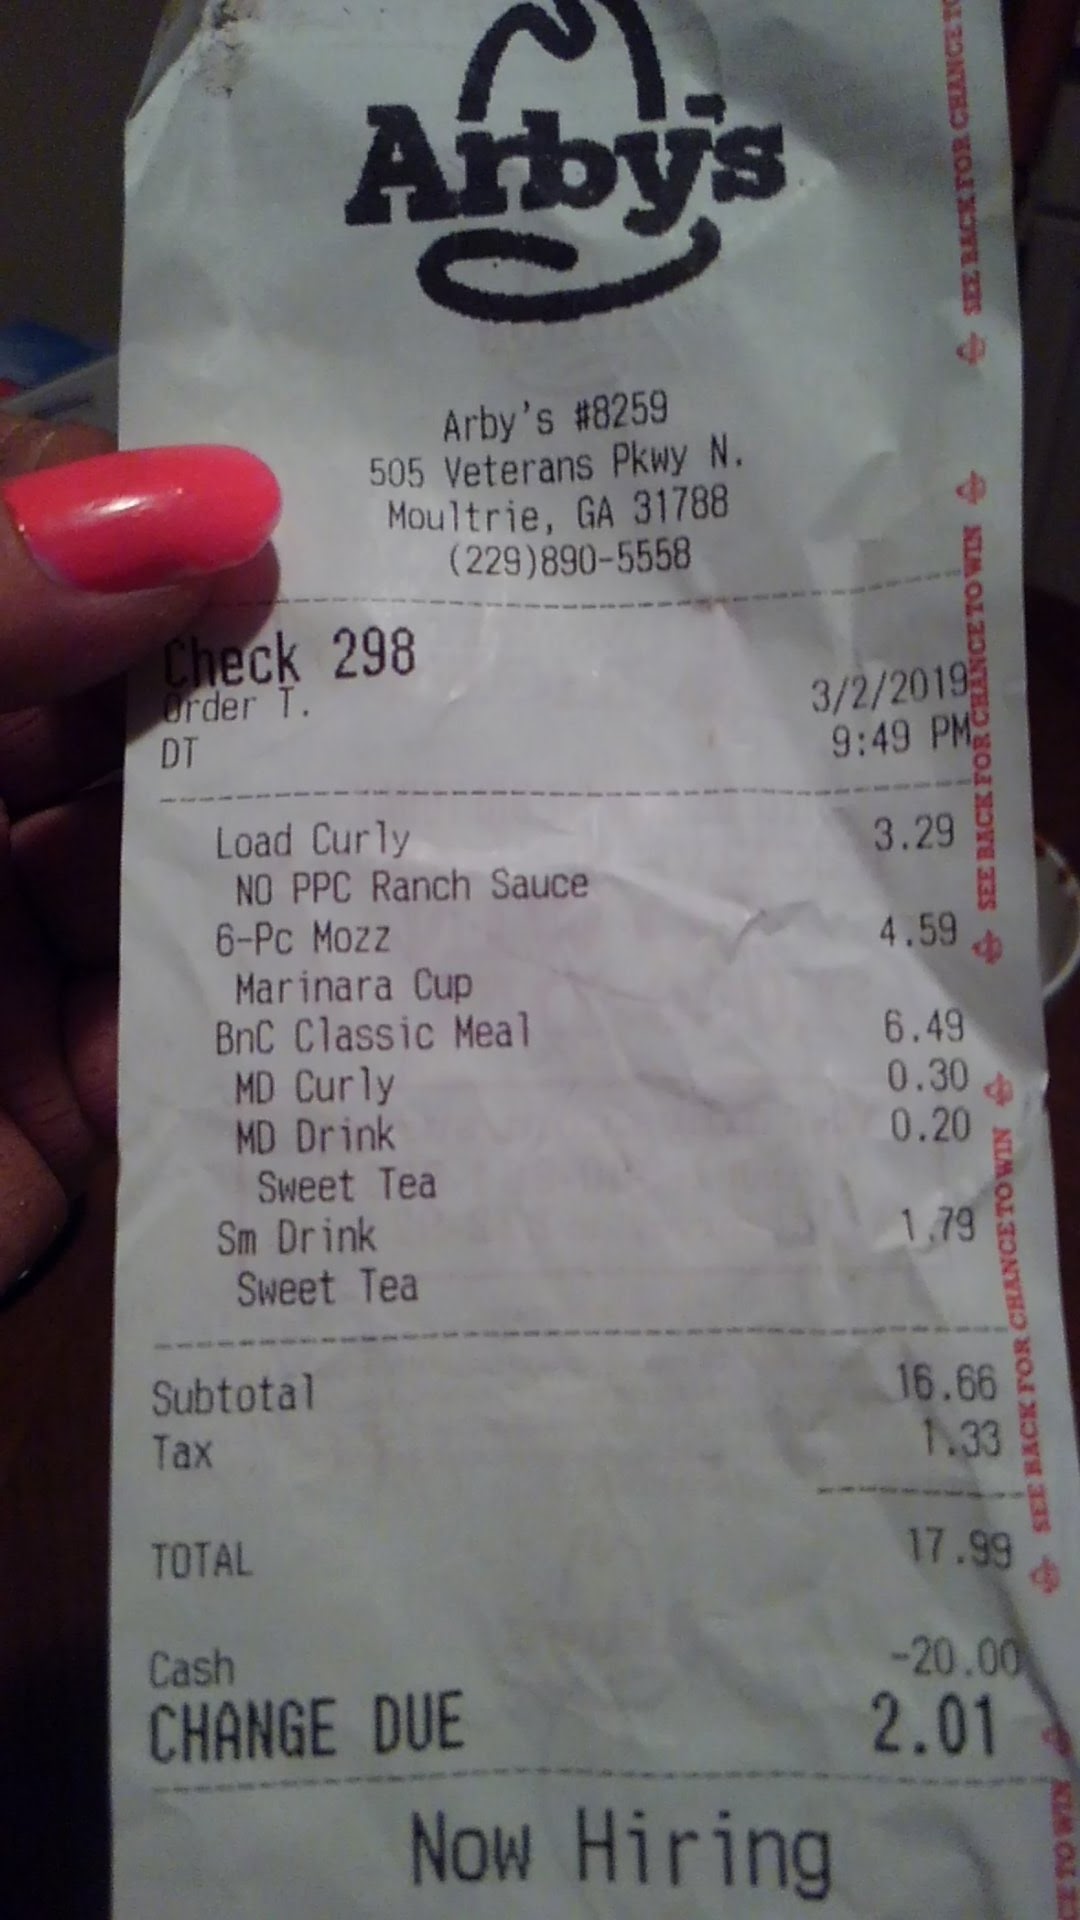 Arby's
Arby's #8259
505 Veterans Pkwy N.
Moultrie, GA 31788
(229)890-5558
Check 298
Order T. 3/2/2019
DT 9:49 PM
Load Curly 3.29
NO PPC Ranch Sauce
6-Pc Mozz 4.59
Marinara Cup
BnC Classic Meal 6.49
MD Curly 0.30
MD Drink 0.20
Sweet Tea
Sm Drink 1.79
Sweet Tea
Subtotal 16.66
Tax 1.33
TOTAL 17.99
Cash -20.00
CHANGE DUE 2.01
Now Hiring
SEE BACK FOR CHANCE TO
SEE BACK FOR CHANCE TO WIN
SEE BACK FOR CHANCE TO WIN
CE TO WIN